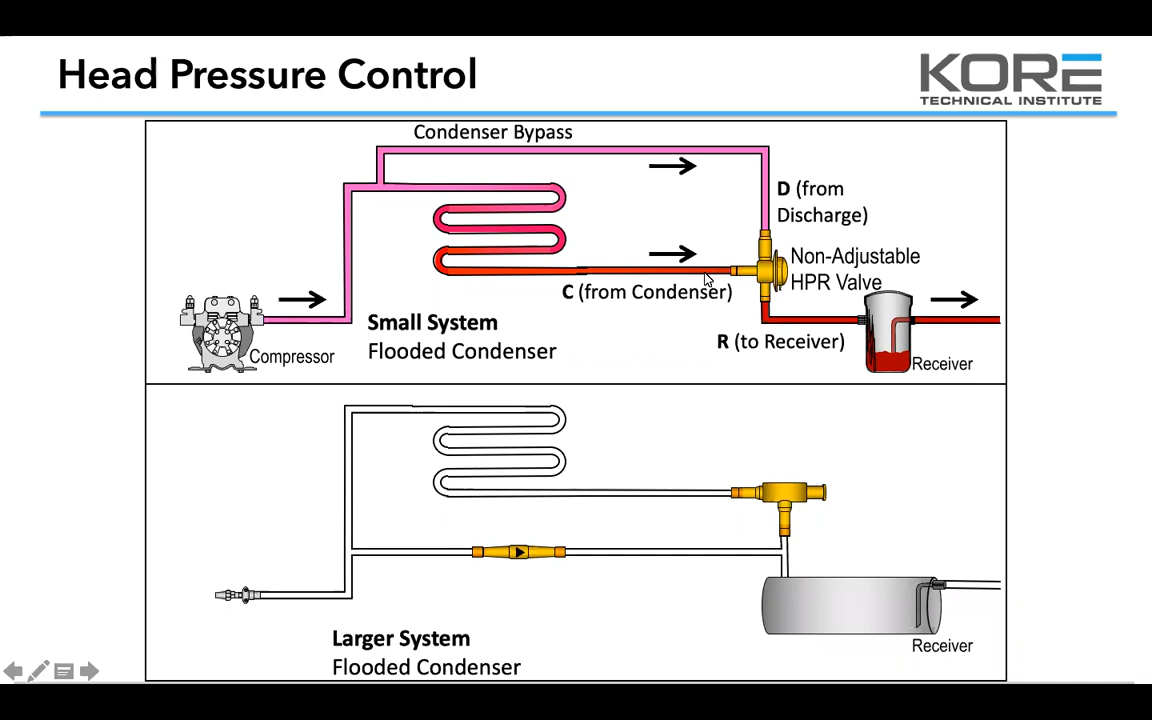 Head Pressure Control
KORE
TECHNICAL INSTITUTE
Condenser Bypass
D (from
Discharge)
Non-Adjustable
HPR Valve
C (from Condenser)
Small System
Flooded Condenser
R (to Receiver)
Compressor
Receiver
Larger System
Flooded Condenser
Receiver